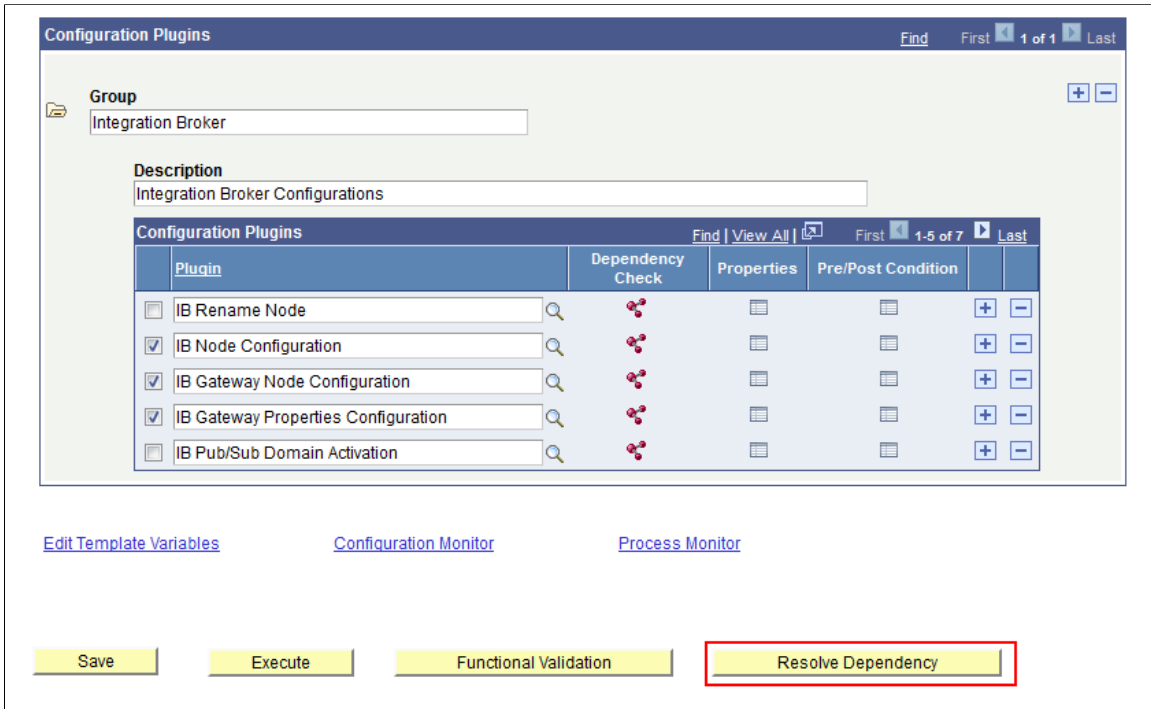 Configuration Plugins Find First 1 of 1 Last
Group
Integration Broker
Description
Integration Broker Configurations
Configuration Plugins Find | View All | First 1-5 of 7 Last
Plugin Dependency Check Properties Pre/Post Condition
IB Rename Node
IB Node Configuration
IB Gateway Node Configuration
IB Gateway Properties Configuration
IB Pub/Sub Domain Activation
Edit Template Variables Configuration Monitor Process Monitor
Save Execute Functional Validation Resolve Dependency